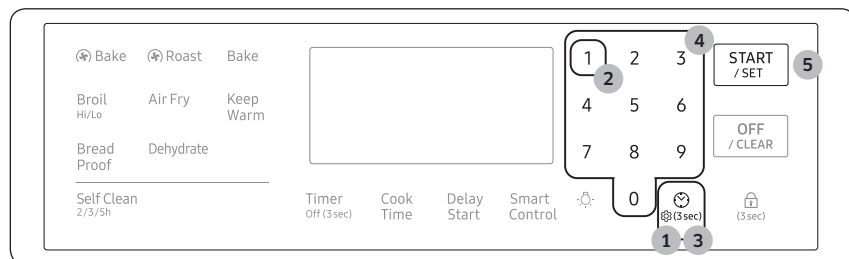 Bake Roast Bake
Broil Air Fry Keep
Hi/Lo Warm
Bread Dehydrate
Proof
Self Clean
2/3/5h
Timer Cook Delay Smart
Off (3 sec) Time Start Control
1 2 3
4 5 6
7 8 9
0
(3 sec)
START
/ SET
OFF
/ CLEAR
(3 sec)
4
2
5
1 3